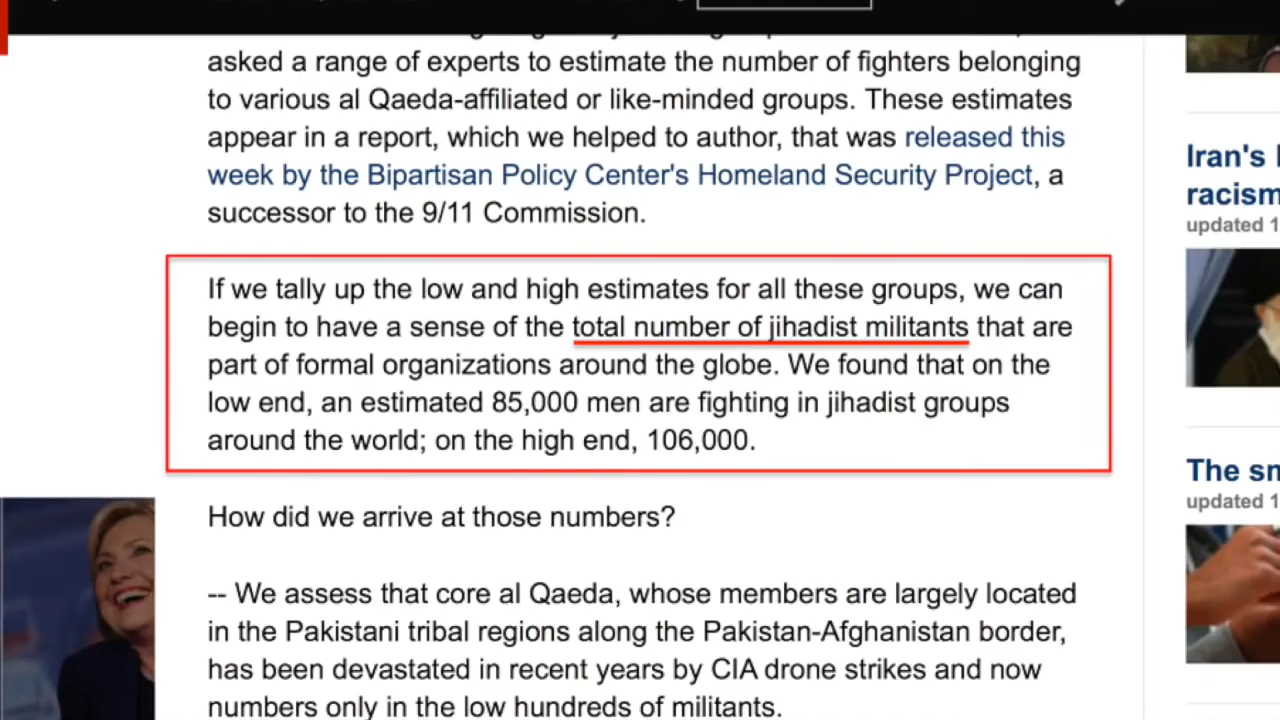 asked a range of experts to estimate the number of fighters belonging
to various al Qaeda-affiliated or like-minded groups. These estimates
appear in a report, which we helped to author, that was released this
week by the Bipartisan Policy Center's Homeland Security Project, a
successor to the 9/11 Commission.
If we tally up the low and high estimates for all these groups, we can
begin to have a sense of the total number of jihadist militants that are
part of formal organizations around the globe. We found that on the
low end, an estimated 85,000 men are fighting in jihadist groups
around the world; on the high end, 106,000.
How did we arrive at those numbers?
-- We assess that core al Qaeda, whose members are largely located
in the Pakistani tribal regions along the Pakistan-Afghanistan border,
has been devastated in recent years by CIA drone strikes and now
numbers only in the low hundreds of militants.
Iran's
racism
updated 1
The
updated 1